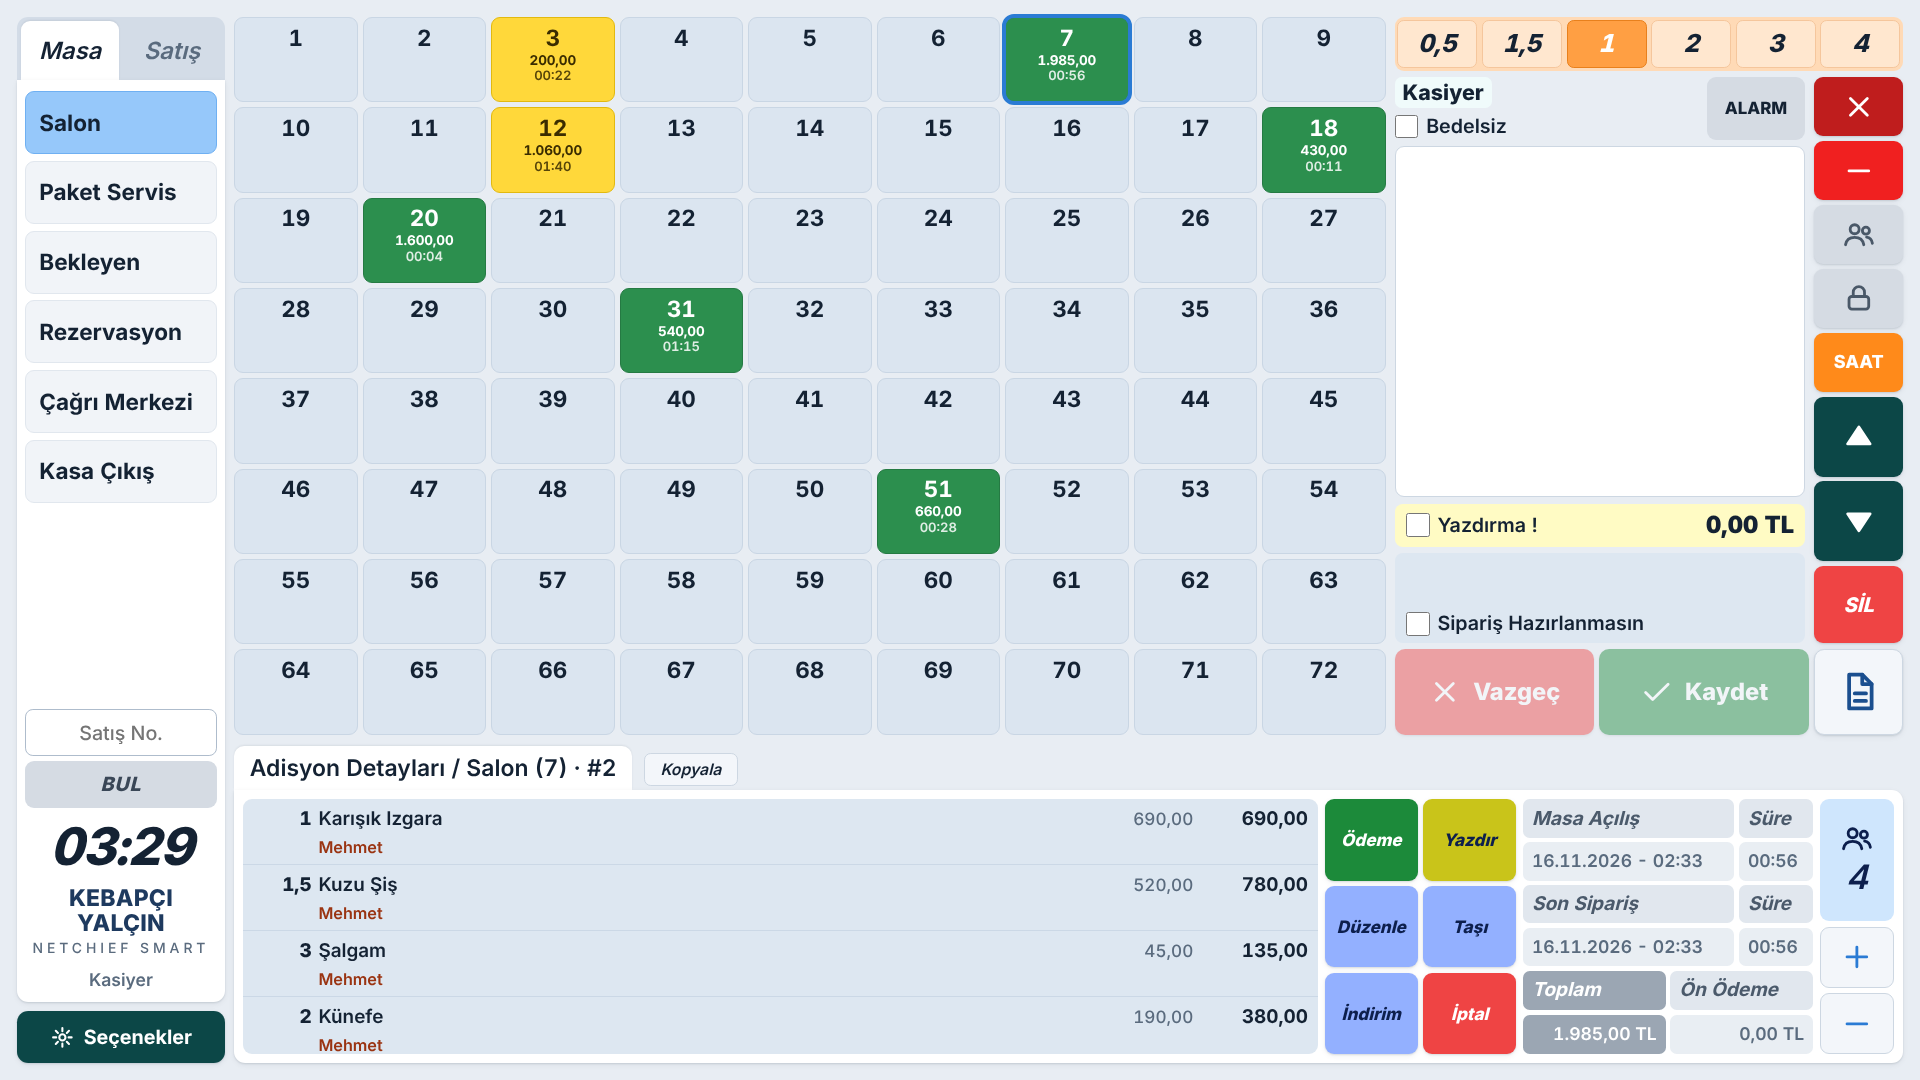 Masa
Satış
Salon
Paket Servis
Bekleyen
Rezervasyon
Çağrı Merkezi
Kasa Çıkış
Satış No.
BUL
03:29
KEBAPÇI
YALÇIN
NETCHIEF SMART
Kasiyer
Seçenekler
1 2 3 4 5 6 7 8 9
200,00 1.985,00
00:22 00:56
10 11 12 13 14 15 16 17 18
1.060,00 430,00
01:40 00:11
19 20 21 22 23 24 25 26 27
1.600,00
00:04
28 29 30 31 32 33 34 35 36
540,00
01:15
37 38 39 40 41 42 43 44 45
46 47 48 49 50 51 52 53 54
660,00
00:28
55 56 57 58 59 60 61 62 63
64 65 66 67 68 69 70 71 72
0,5 1,5 1 2 3 4
Kasiyer
Bedelsiz
ALARM
SAAT
Yazdırma ! 0,00 TL
Sipariş Hazırlanmasın
SİL
Vazgeç
Kaydet
Adisyon Detayları / Salon (7) · #2
Kopyala
1 Karışık Izgara 690,00 690,00
Mehmet
1,5 Kuzu Şiş 520,00 780,00
Mehmet
3 Şalgam 45,00 135,00
Mehmet
2 Künefe 190,00 380,00
Mehmet
Ödeme
Yazdır
Düzenle
Taşı
İndirim
İptal
Masa Açılış Süre
16.11.2026 - 02:33 00:56
Son Sipariş Süre
16.11.2026 - 02:33 00:56
Toplam Ön Ödeme
1.985,00 TL 0,00 TL
4